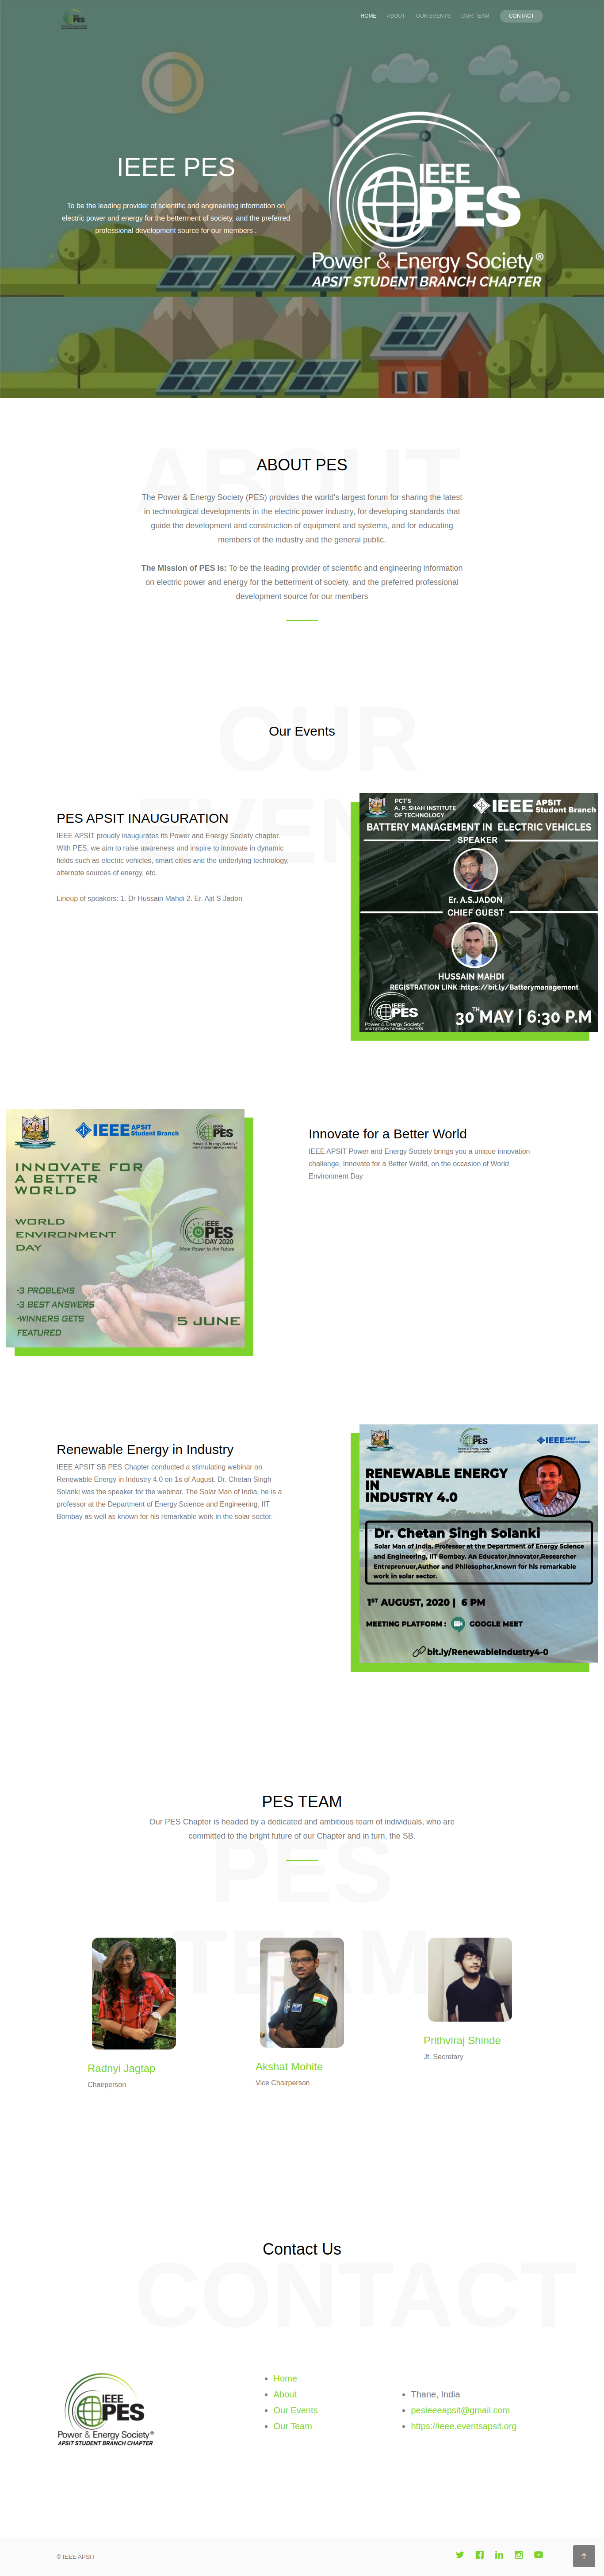 IEEE PES
HOME
ABOUT
OUR EVENTS
OUR TEAM
CONTACT
IEEE PES
To be the leading provider of scientific and engineering information on
electric power and energy for the betterment of society, and the preferred
professional development source for our members .
IEEE
PES
Power & Energy Society®
APSIT STUDENT BRANCH CHAPTER
ABOUT
ABOUT PES
The Power & Energy Society (PES) provides the world's largest forum for sharing the latest
in technological developments in the electric power industry, for developing standards that
guide the development and construction of equipment and systems, and for educating
members of the industry and the general public.
The Mission of PES is: To be the leading provider of scientific and engineering information
on electric power and energy for the betterment of society, and the preferred professional
development source for our members
OUR
Our Events
PES APSIT INAUGURATION
IEEE APSIT proudly inaugurates its Power and Energy Society chapter.
With PES, we aim to raise awareness and inspire to innovate in dynamic
fields such as electric vehicles, smart cities and the underlying technology,
alternate sources of energy, etc.
Lineup of speakers: 1. Dr Hussain Mahdi 2. Er. Ajit S Jadon
PCT'S
A. P. SHAH INSTITUTE
OF TECHNOLOGY
IEEE APSIT
Student Branch
BATTERY MANAGEMENT IN ELECTRIC VEHICLES
SPEAKER
Er. A.S.JADON
CHIEF GUEST
HUSSAIN MAHDI
REGISTRATION LINK :https://bit.ly/Batterymanagement
IEEE
PES
Power & Energy Society®
APSIT STUDENT BRANCH CHAPTER
30TH MAY | 6:30 P.M
IEEE APSIT
Student Branch
IEEE
PES
Power & Energy Society®
APSIT STUDENT BRANCH CHAPTER
INNOVATE FOR
A BETTER
WORLD
WORLD
ENVIRONMENT
DAY
IEEE
PES
DAY 2020
Move Power to the Future
-3 PROBLEMS
-3 BEST ANSWERS
-WINNERS GETS
FEATURED
5 JUNE
Innovate for a Better World
IEEE APSIT Power and Energy Society brings you a unique innovation
challenge, Innovate for a Better World, on the occasion of World
Environment Day
Renewable Energy in Industry
IEEE APSIT SB PES Chapter conducted a stimulating webinar on
Renewable Energy in Industry 4.0 on 1s of August. Dr. Chetan Singh
Solanki was the speaker for the webinar. The Solar Man of India, he is a
professor at the Department of Energy Science and Engineering, IIT
Bombay as well as known for his remarkable work in the solar sector.
IEEE
PES
Power & Energy Society®
IEEE APSIT
Student Branch
RENEWABLE ENERGY
IN
INDUSTRY 4.0
Dr. Chetan Singh Solanki
Solar Man of India. Professor at the Department of Energy Science
and Engineering, IIT Bombay. An Educator,Innovator,Researcher
Entreprenuer,Author and Philosopher,known for his remarkable
work in solar sector.
1ST AUGUST, 2020 | 6 PM
MEETING PLATFORM : GOOGLE MEET
bit.ly/RenewableIndustry4-0
PES TEAM
Our PES Chapter is headed by a dedicated and ambitious team of individuals, who are
committed to the bright future of our Chapter and in turn, the SB.
PES
TEAM
Radnyi Jagtap
Chairperson
Akshat Mohite
Vice Chairperson
Prithviraj Shinde
Jt. Secretary
Contact Us
CONTACT
IEEE
PES
Power & Energy Society®
APSIT STUDENT BRANCH CHAPTER
Home
About
Our Events
Our Team
Thane, India
pesieeeapsit@gmail.com
https://ieee.eventsapsit.org
© IEEE APSIT